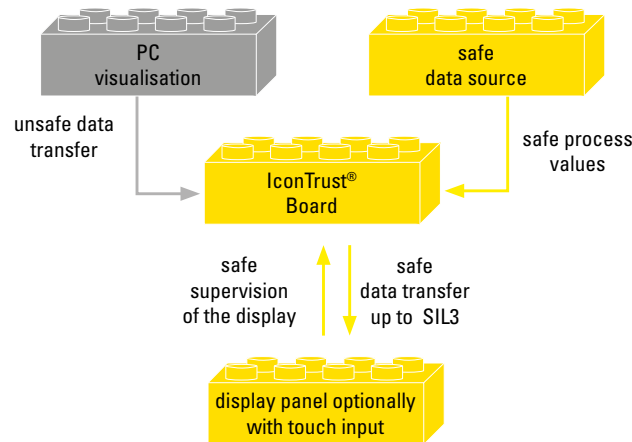 PC
visualisation
safe
data source
unsafe data
transfer
safe process
values
IconTrust®
Board
safe
supervision
of the display
safe
data transfer
up to SIL3
display panel optionally
with touch input